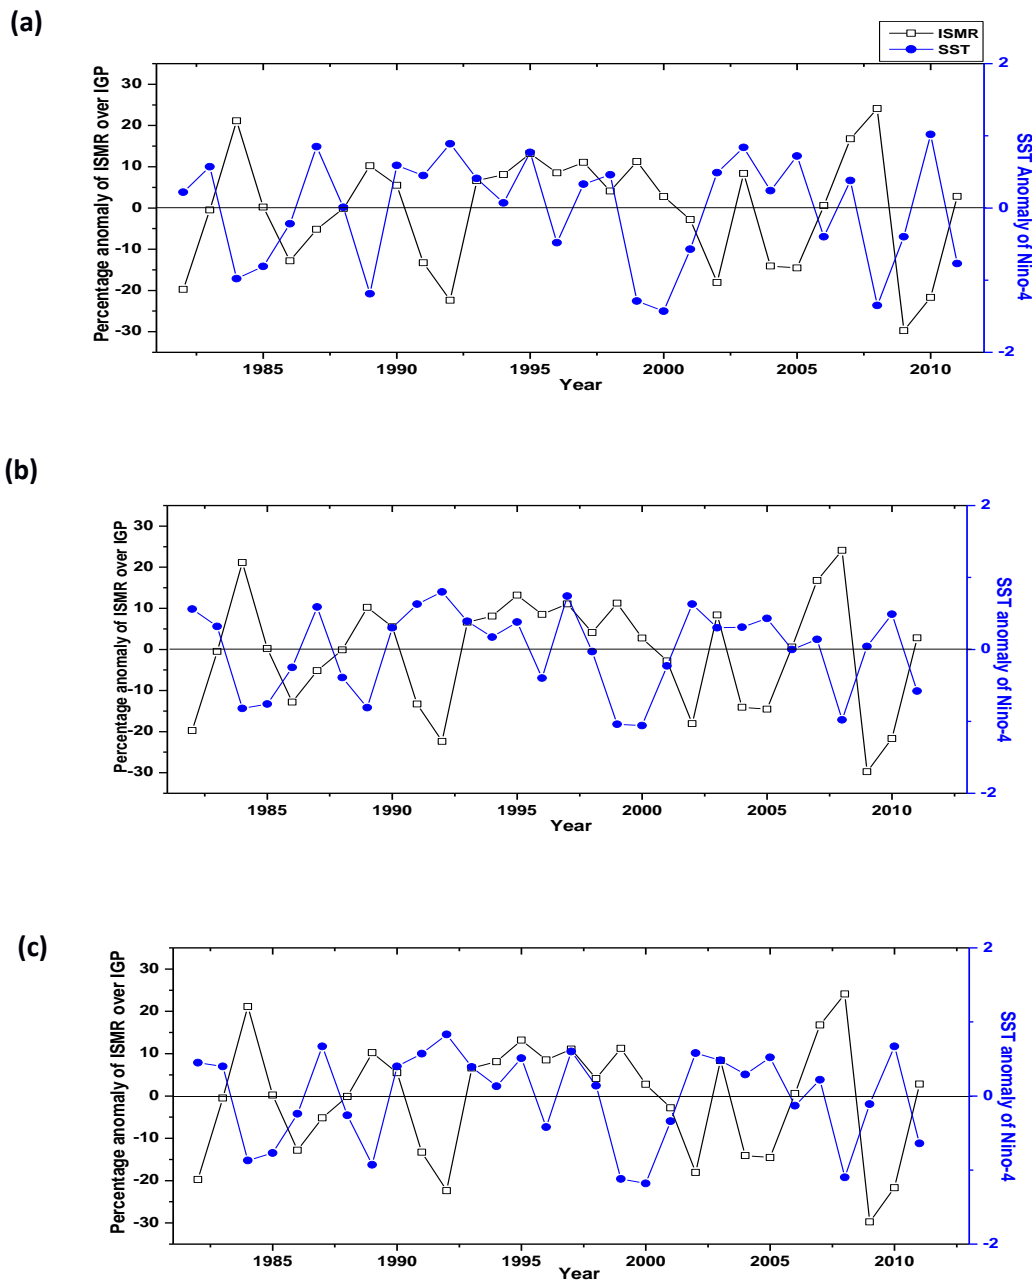 (a)
ISMR
SST
Percentage anomaly of ISMR over IGP
30
20
10
0
-10
-20
-30
2
0
-2
SST Anomaly of Nino-4
1985 1990 1995 2000 2005 2010
Year
(b)
Percentage anomaly of ISMR over IGP
30
20
10
0
-10
-20
-30
2
0
-2
SST anomaly of Nino-4
1985 1990 1995 2000 2005 2010
Year
(c)
Percentage anomaly of ISMR over IGP
30
20
10
0
-10
-20
-30
2
0
-2
SST anomaly of Nino-4
1985 1990 1995 2000 2005 2010
Year